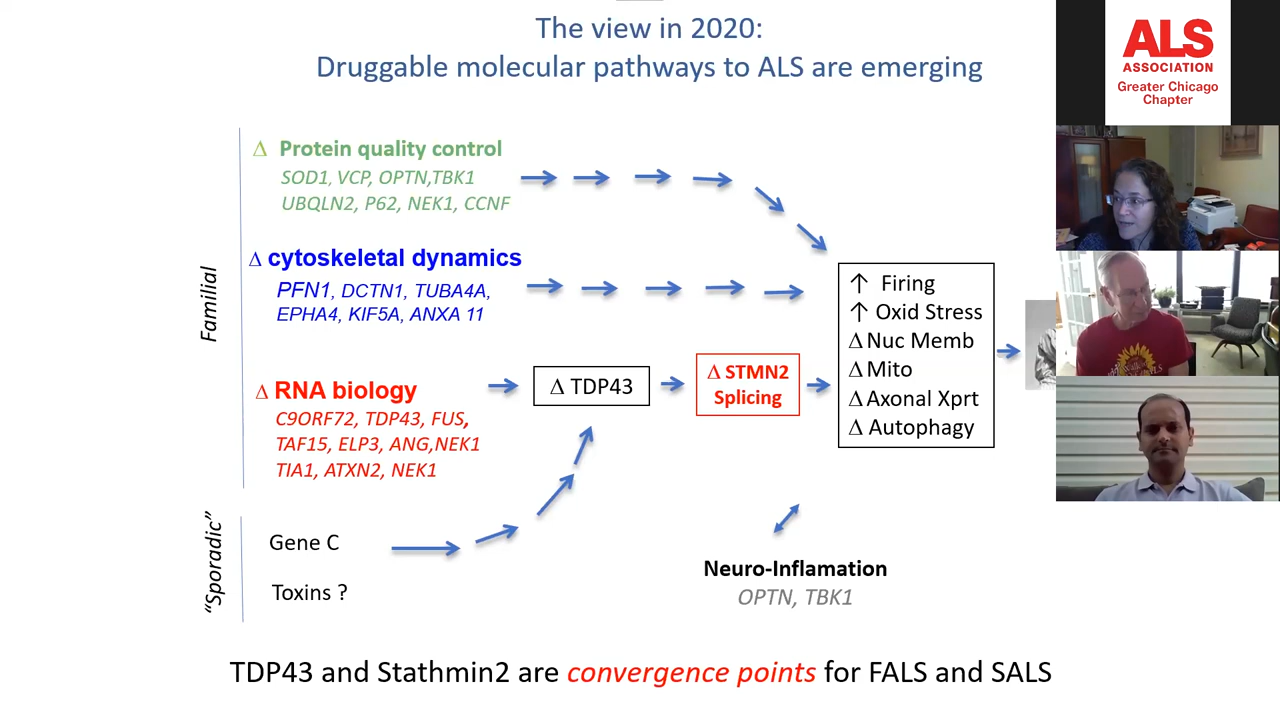 The view in 2020:
Druggable molecular pathways to ALS are emerging
ALS
ASSOCIATION
Greater Chicago
Chapter
Familial
Δ Protein quality control
SOD1, VCP, OPTN,TBK1
UBQLN2, P62, NEK1, CCNF
Δ cytoskeletal dynamics
PFN1, DCTN1, TUBA4A,
EPHA4, KIF5A, ANXA 11
Δ RNA biology
C9ORF72, TDP43, FUS,
TAF15, ELP3, ANG,NEK1
TIA1, ATXN2, NEK1
Δ TDP43
Δ STMN2
Splicing
↑ Firing
↑ Oxid Stress
Δ Nuc Memb
Δ Mito
Δ Axonal Xprt
Δ Autophagy
"Sporadic"
Gene C
Toxins ?
Neuro-Inflamation
OPTN, TBK1
TDP43 and Stathmin2 are convergence points for FALS and SALS